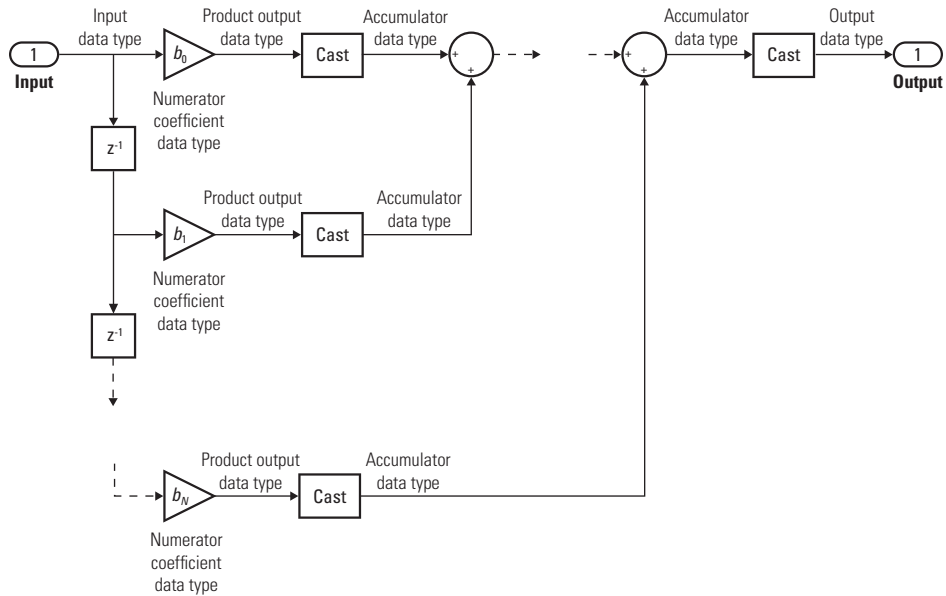 Input
data type
Product output
data type
Accumulator
data type
Accumulator
data type
Output
data type
1
Input
b₀
Cast
+
+
+
+
Cast
1
Output
Numerator
coefficient
data type
z⁻¹
Product output
data type
Accumulator
data type
b₁
Cast
Numerator
coefficient
data type
z⁻¹
Product output
data type
Accumulator
data type
b_N
Cast
Numerator
coefficient
data type